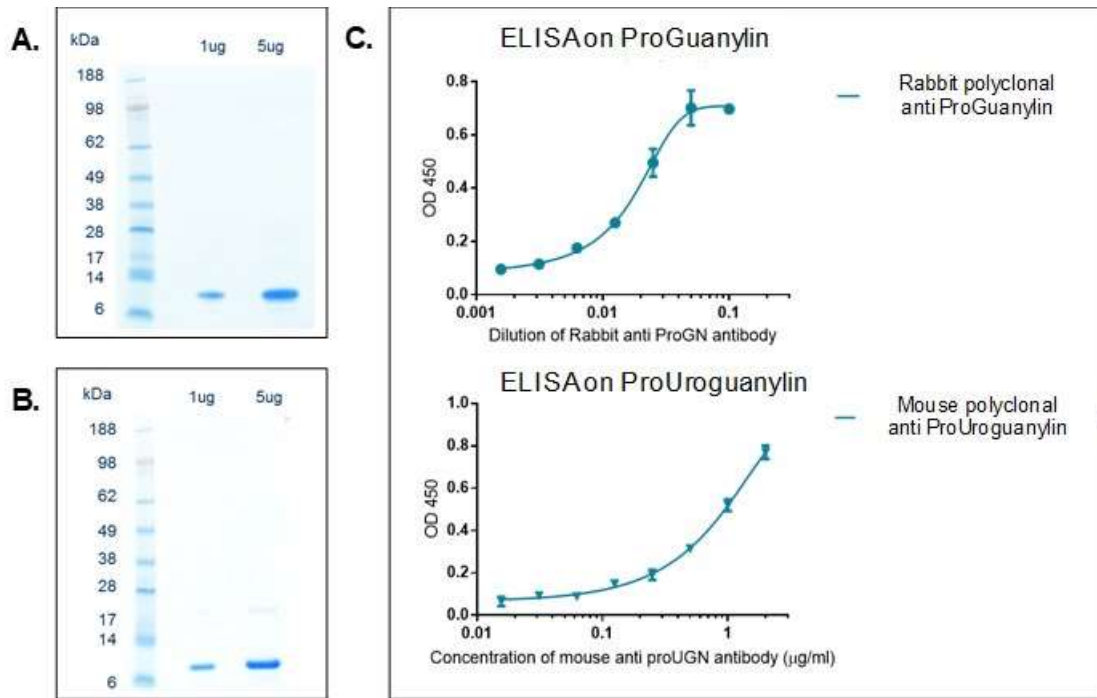 A.
kDa
1ug 5ug
188
98
62
49
38
28
17
14
6
B.
kDa
1ug 5ug
188
98
62
49
38
28
17
14
6
C.
ELISAon ProGuanylin
0.8
0.6
0.4
0.2
0.0
OD 450
0.001 0.01 0.1
Dilution of Rabbit anti ProGN antibody
Rabbit polyclonal
anti ProGuanylin
ELISAon ProUroguanylin
1.0
0.8
0.6
0.4
0.2
0.0
OD 450
0.01 0.1 1
Concentration of mouse anti proUGN antibody (µg/ml)
Mouse polyclonal
anti ProUroguanylin